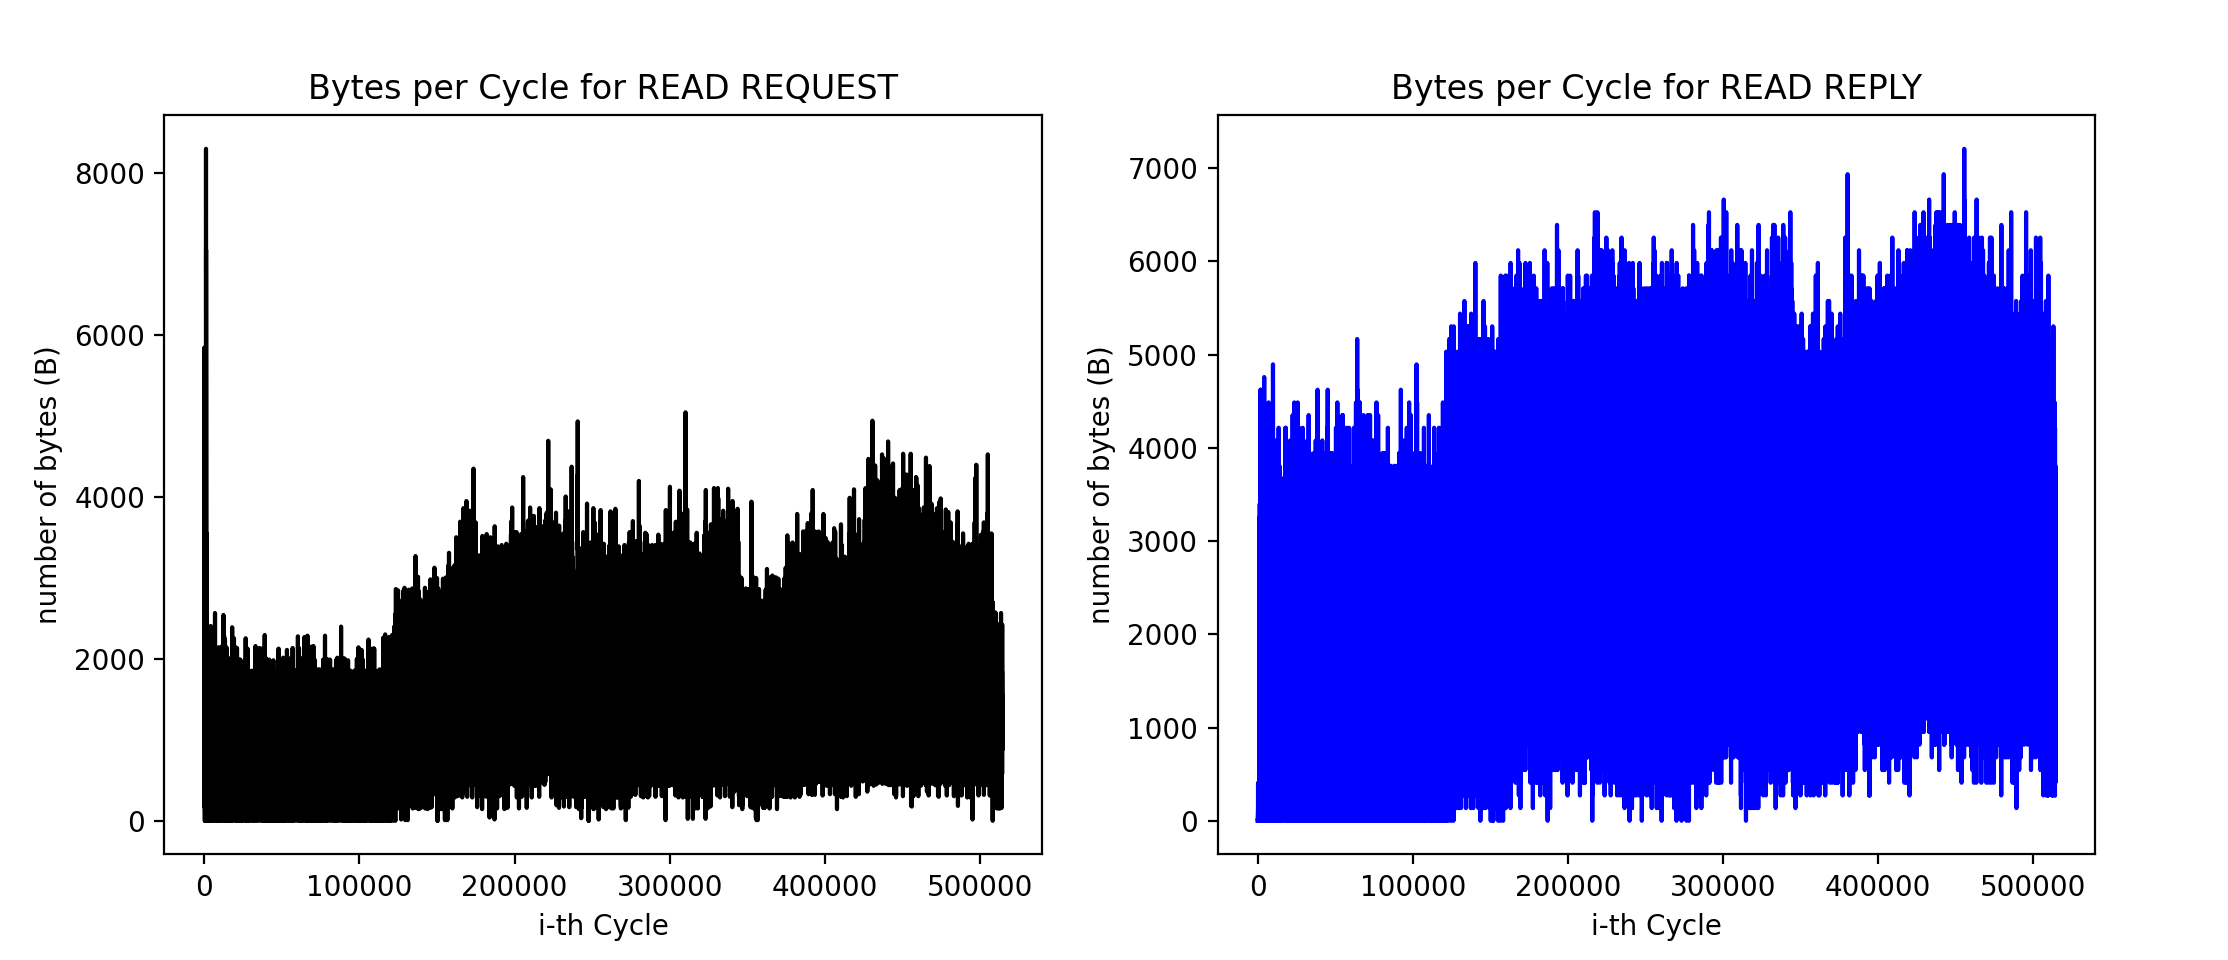 Bytes per Cycle for READ REQUEST
8000
6000
4000
2000
0
number of bytes (B)
0 100000 200000 300000 400000 500000
i-th Cycle
Bytes per Cycle for READ REPLY
7000
6000
5000
4000
3000
2000
1000
0
number of bytes (B)
0 100000 200000 300000 400000 500000
i-th Cycle